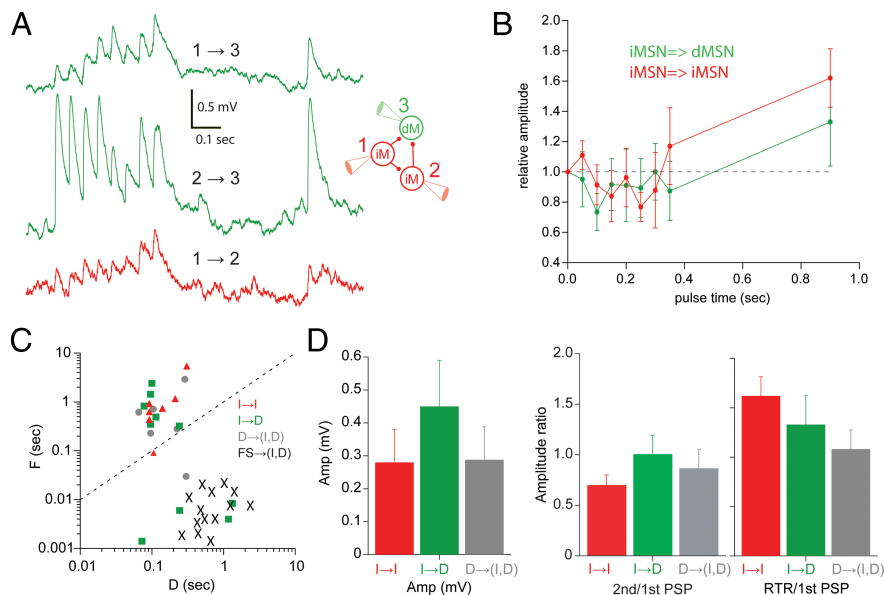 A
1 → 3
0.5 mV
0.1 sec
2 → 3
1 → 2
3
dM
1
iM
2
iM
B
iMSN=> dMSN
iMSN=> iMSN
relative amplitude
1.8
1.6
1.4
1.2
1.0
0.8
0.6
0.4
0.0 0.2 0.4 0.6 0.8 1.0
pulse time (sec)
C
F (sec)
10
1
0.1
0.01
0.001
0.01 0.1 1 10
D (sec)
I→I
I→D
D→(I,D)
FS→(I,D)
D
Amp (mV)
0.6
0.5
0.4
0.3
0.2
0.1
0
I→I I→D D→(I,D)
Amp (mV)
Amplitude ratio
2.0
1.5
1.0
0.5
0
I→I I→D D→(I,D)
2nd/1st PSP
I→I I→D D→(I,D)
RTR/1st PSP